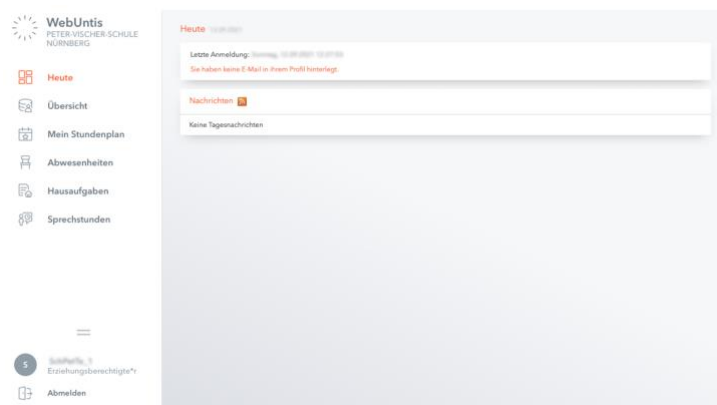 WebUntis
PETER-VISCHER-SCHULE
NÜRNBERG
Heute
Übersicht
Mein Stundenplan
Abwesenheiten
Hausaufgaben
Sprechstunden
S
Erziehungsberechtigte*r
Abmelden
Heute
Letzte Anmeldung:
Sie haben keine E-Mail in ihrem Profil hinterlegt.
Nachrichten
Keine Tagesnachrichten